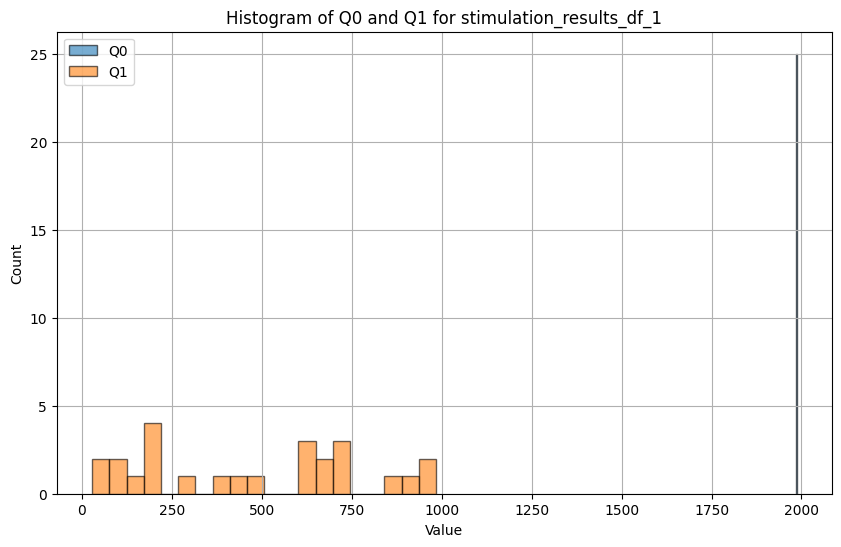 Histogram of Q0 and Q1 for stimulation_results_df_1
Q0
Q1
25
20
15
10
5
0
Count
0 250 500 750 1000 1250 1500 1750 2000
Value